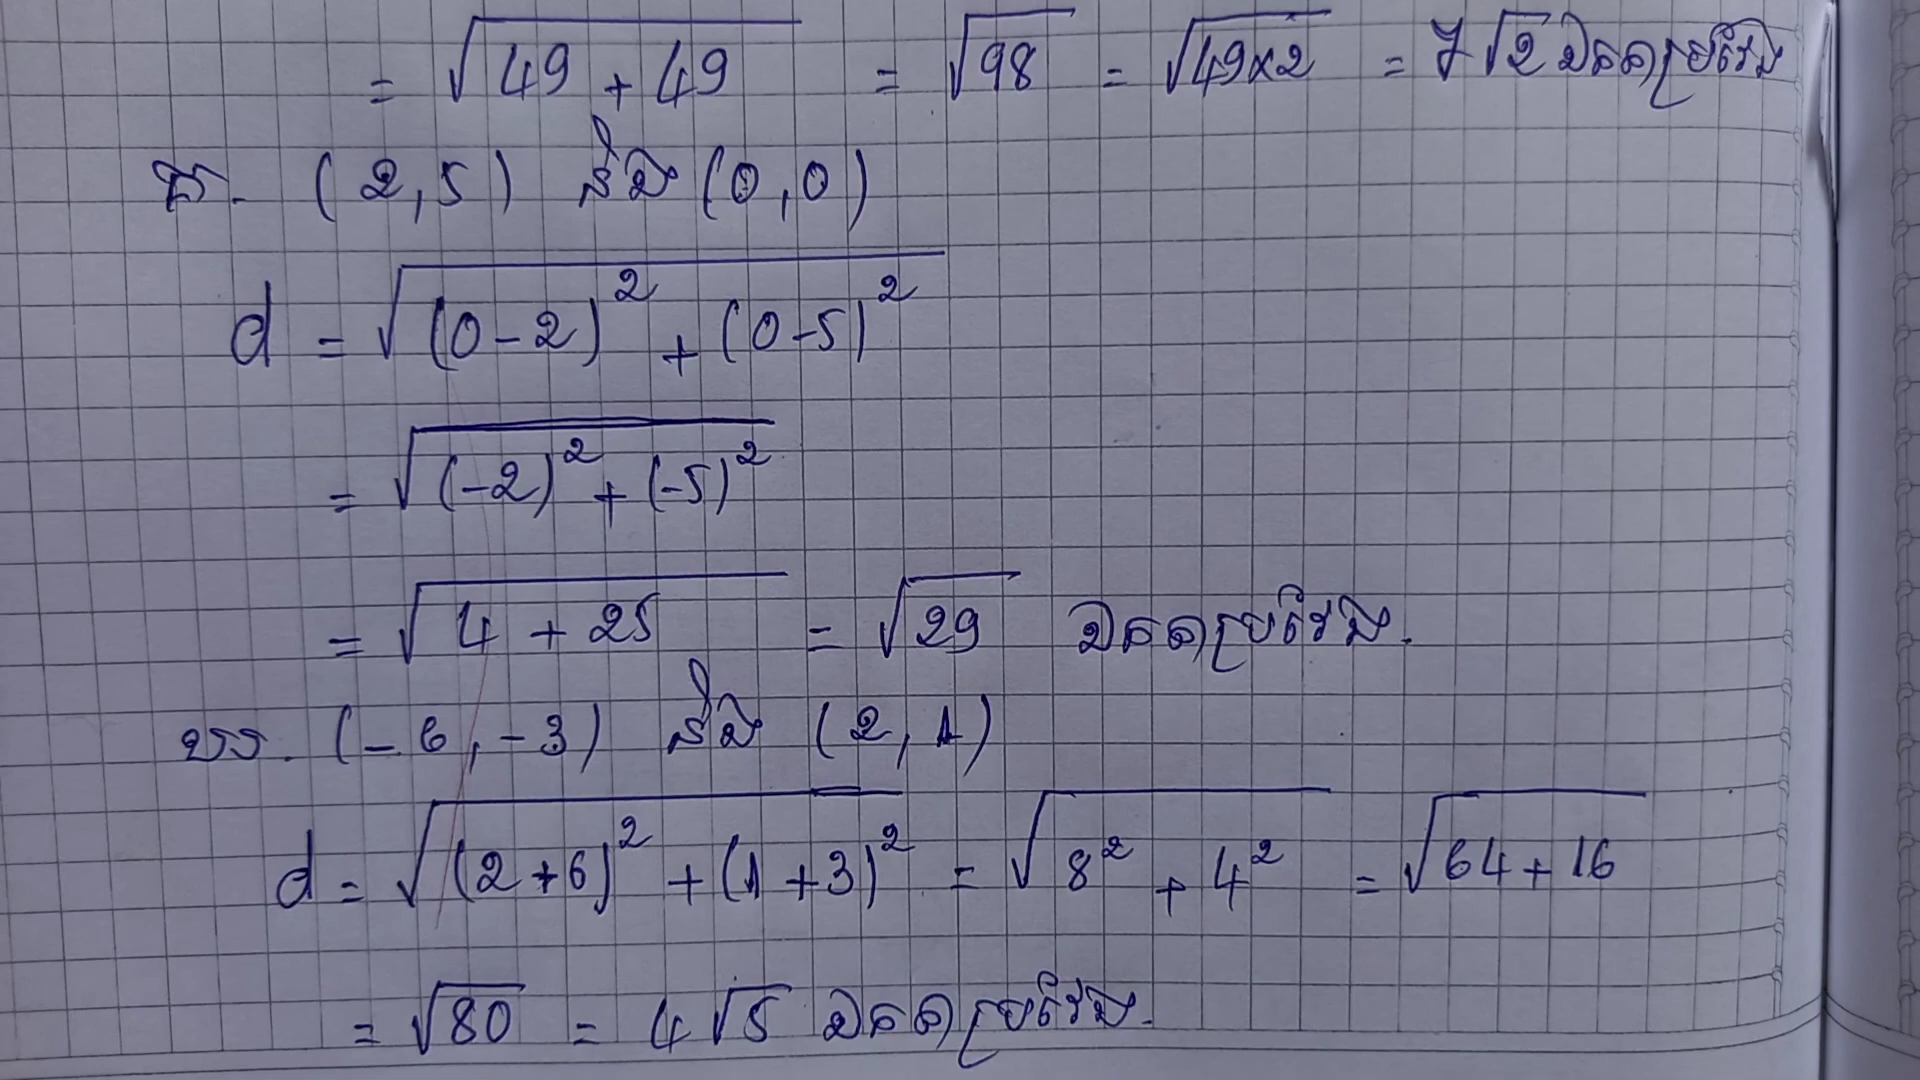 = √(49 + 49) = √98 = √(49×2) = 7√2 ឯកតាប្រវែង
ឋ. (2,5) និង (0,0)
d = √((0-2)² + (0-5)²)
= √((-2)² + (-5)²)
= √(4 + 25) = √29 ឯកតាប្រវែង.
(-6,-3) និង (2,1)
d = √((2+6)² + (1+3)²) = √(8² + 4²) = √(64+16)
= √80 = 4√5 ឯកតាប្រវែង.